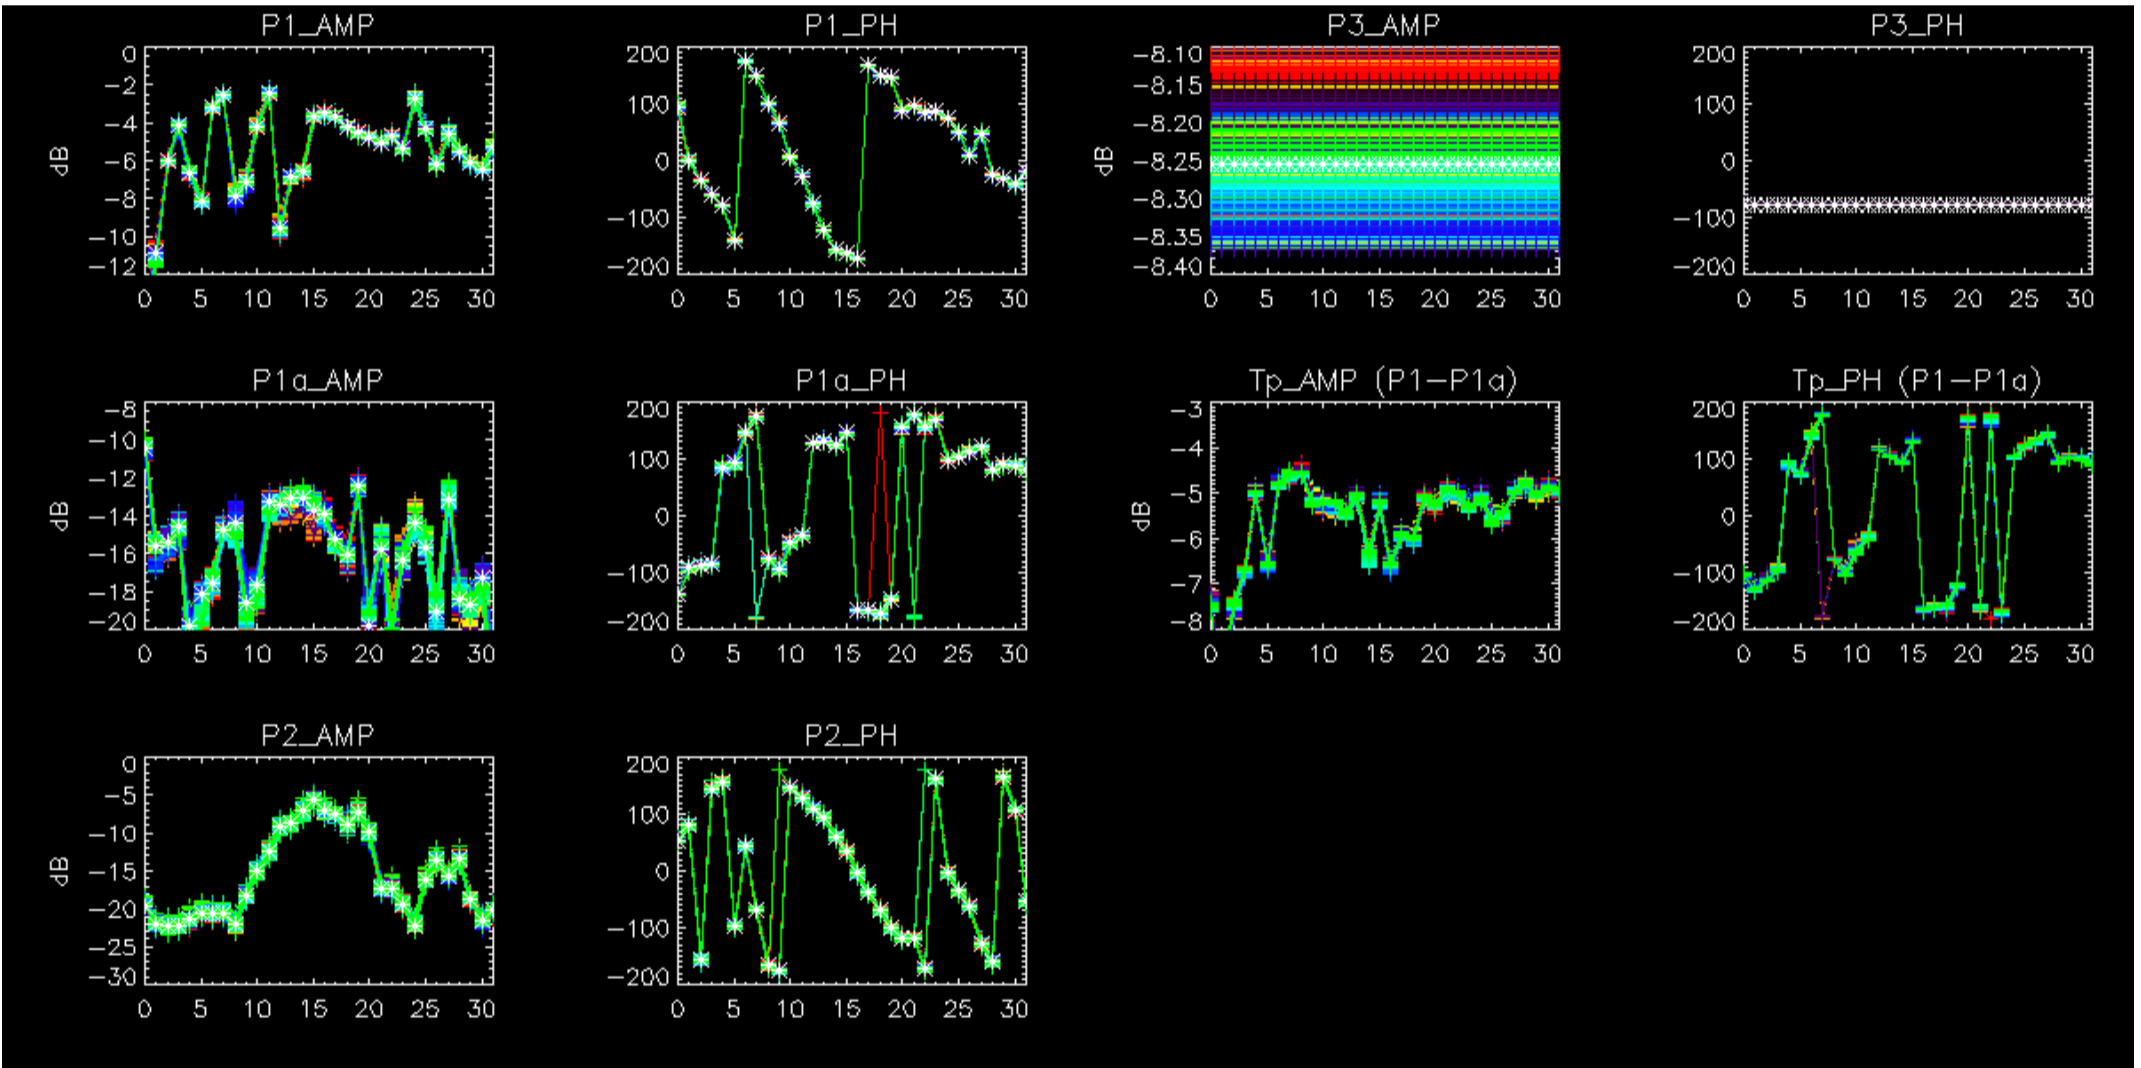 P1_AMP
dB
0
−2
−4
−6
−8
−10
−12
0 5 10 15 20 25 30
P1_PH
200
100
0
−100
−200
0 5 10 15 20 25 30
P3_AMP
dB
−8.10
−8.15
−8.20
−8.25
−8.30
−8.35
−8.40
0 5 10 15 20 25 30
P3_PH
200
100
0
−100
−200
0 5 10 15 20 25 30
P1a_AMP
dB
−8
−10
−12
−14
−16
−18
−20
0 5 10 15 20 25 30
P1a_PH
200
100
0
−100
−200
0 5 10 15 20 25 30
Tp_AMP (P1−P1a)
dB
−3
−4
−5
−6
−7
−8
0 5 10 15 20 25 30
Tp_PH (P1−P1a)
200
100
0
−100
−200
0 5 10 15 20 25 30
P2_AMP
dB
0
−5
−10
−15
−20
−25
−30
0 5 10 15 20 25 30
P2_PH
200
100
0
−100
−200
0 5 10 15 20 25 30